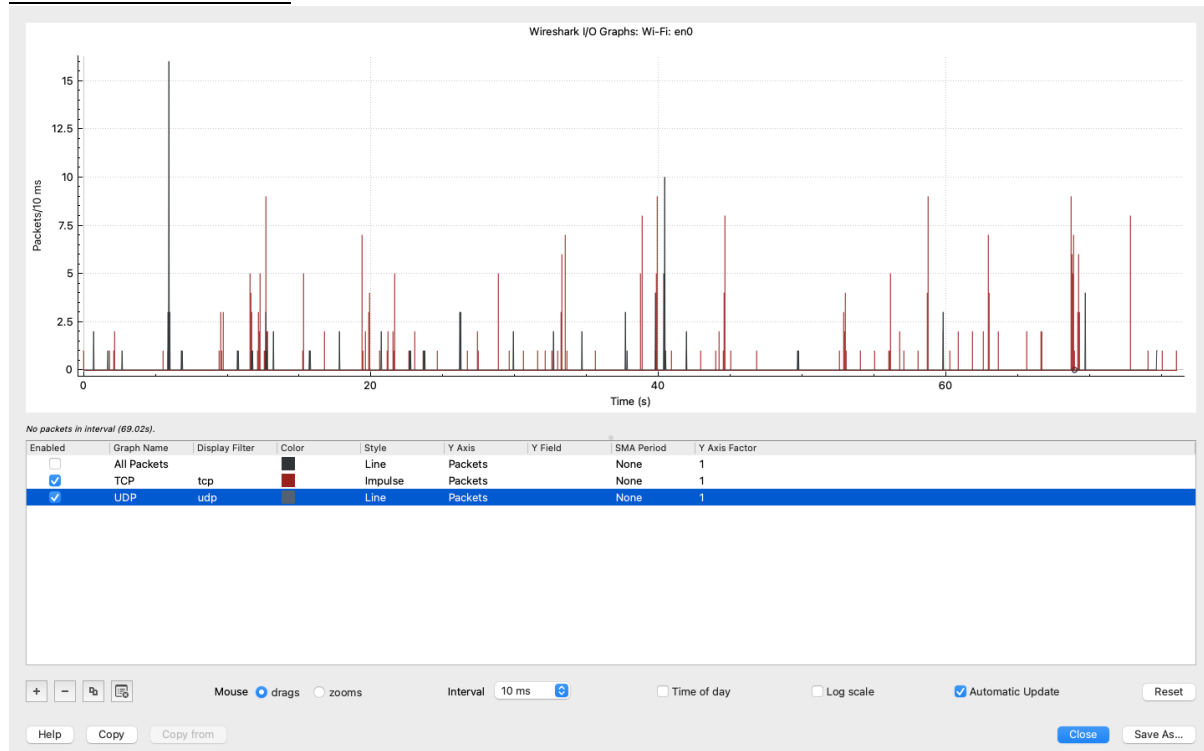 Wireshark I/O Graphs: Wi-Fi: en0
15
12.5
10
7.5
5
2.5
0
Packets/10 ms
0 20 40 60
Time (s)
No packets in interval (69.02s).
Enabled Graph Name Display Filter Color Style Y Axis Y Field SMA Period Y Axis Factor
All Packets Line Packets None 1
TCP tcp Impulse Packets None 1
UDP udp Line Packets None 1
+ - Mouse drags zooms Interval 10 ms Time of day Log scale Automatic Update Reset
Help Copy Copy from Close Save As...